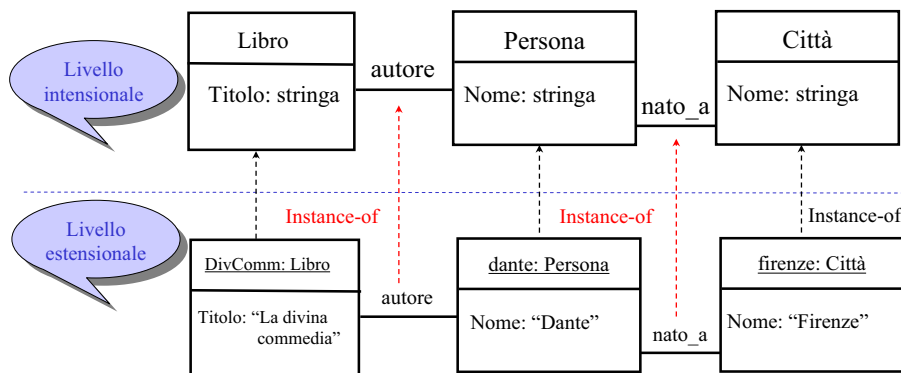 Libro
Persona
Città
Livello
intensionale
autore
Titolo: stringa
Nome: stringa
nato_a
Nome: stringa
Instance-of
Instance-of
Instance-of
Livello
estensionale
DivComm: Libro
dante: Persona
firenze: Città
autore
Titolo: “La divina
commedia”
Nome: “Dante”
nato_a
Nome: “Firenze”